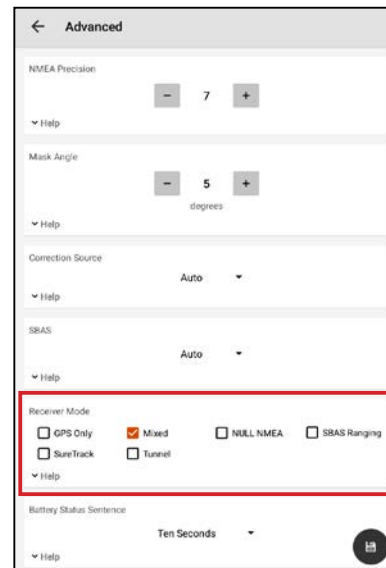 Advanced
NMEA Precision
- 7 +
Help
Mask Angle
- 5 +
degrees
Help
Correction Source
Auto
Help
SBAS
Auto
Help
Receiver Mode
GPS Only Mixed NULL NMEA SBAS Ranging
SureTrack Tunnel
Help
Battery Status Sentence
Ten Seconds
Help